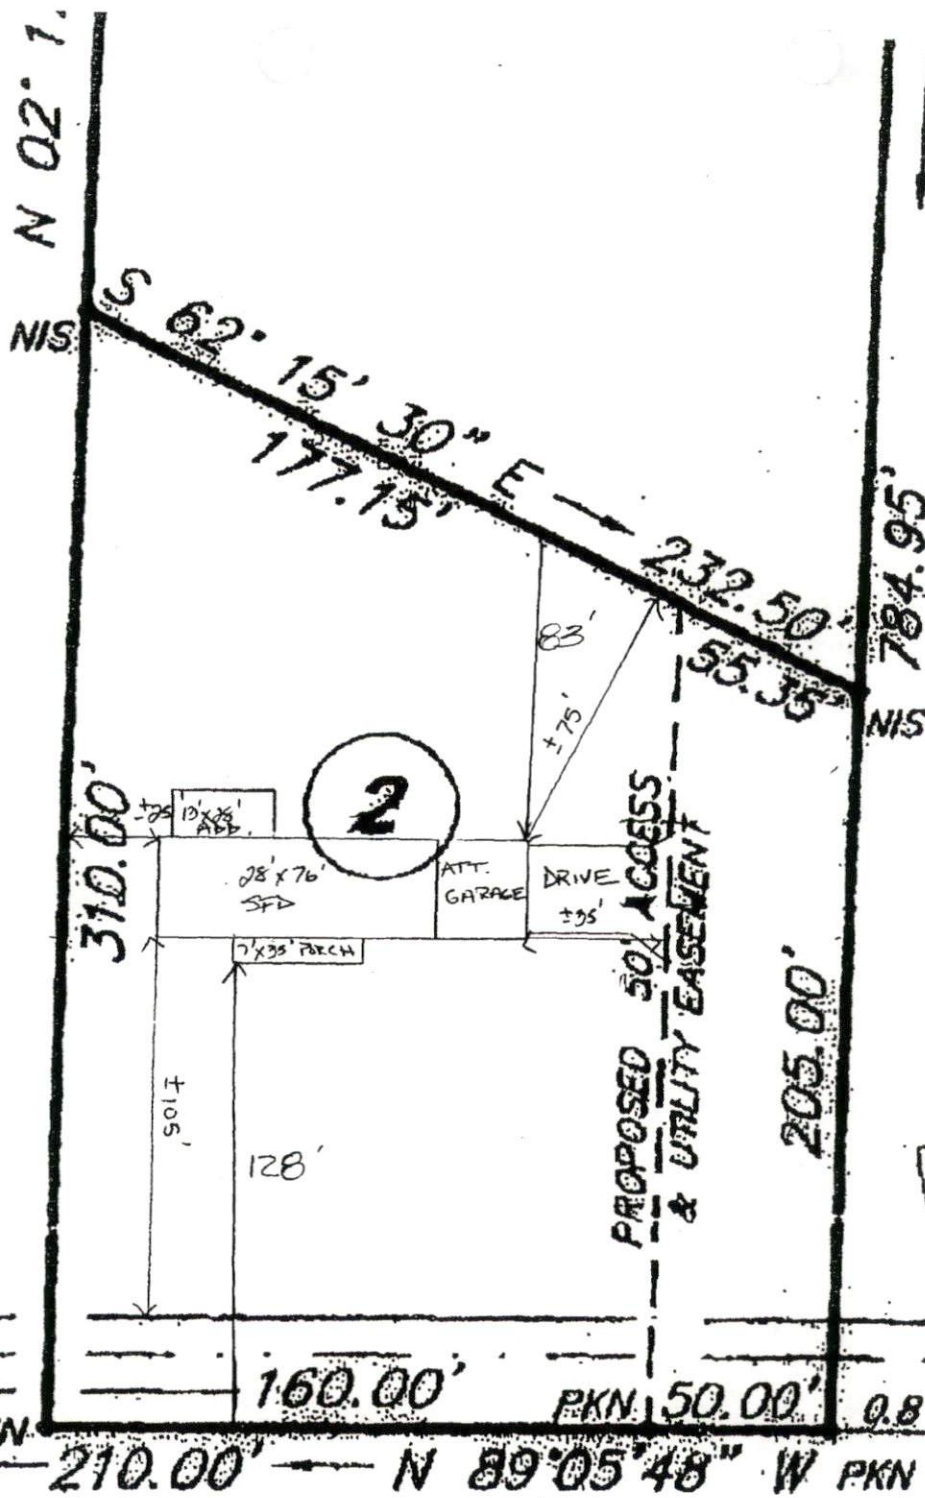 N 02° 1
NIS
S 62° 15' 30" E
232.50'
177.15'
55.35'
784.95'
NIS
83'
±75'
2
310.00'
±25
13'x28'
ADD.
28'x76'
SFD
ATT.
GARAGE
DRIVE
±35'
7'x35' PORCH
PROPOSED 50' ACCESS
& UTILITY EASEMENT
205.00'
±105'
128'
160.00'
PKN
50.00'
0.8
N
210.00'
N 89°05'48" W
PKN